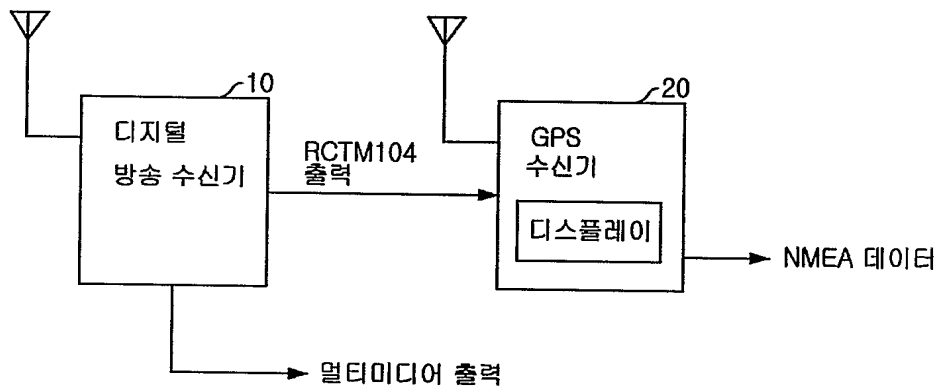 10
디지털
방송 수신기
RCTM104
출력
20
GPS
수신기
디스플레이
NMEA 데이터
멀티미디어 출력